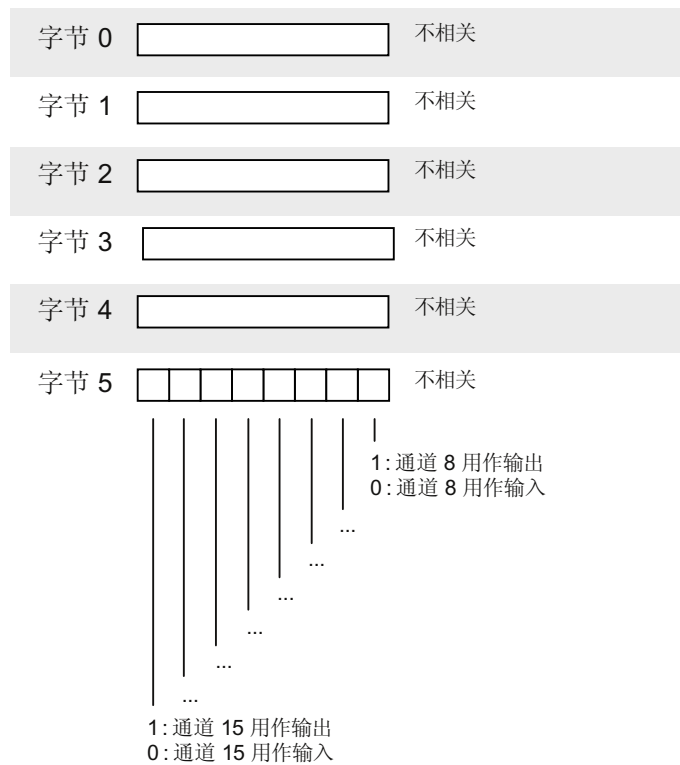 字节 0 不相关
字节 1 不相关
字节 2 不相关
字节 3 不相关
字节 4 不相关
字节 5 不相关
1: 通道 8 用作输出
0: 通道 8 用作输入
...
...
...
...
...
...
1: 通道 15 用作输出
0: 通道 15 用作输入